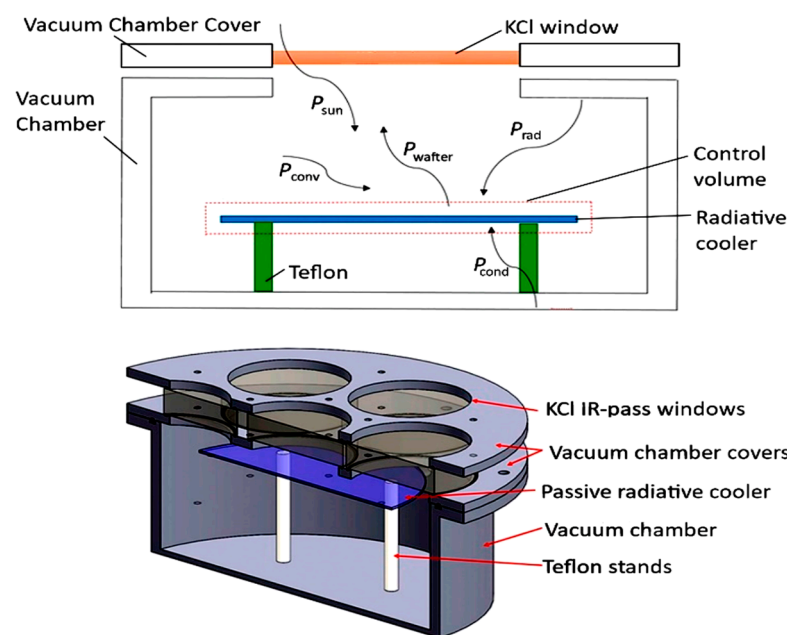 Vacuum Chamber Cover
KCl window
Vacuum
Chamber
Psun
Prad
Pconv
Pwafter
Control
volume
Radiative
cooler
Teflon
Pcond
KCl IR-pass windows
Vacuum chamber covers
Passive radiative cooler
Vacuum chamber
Teflon stands